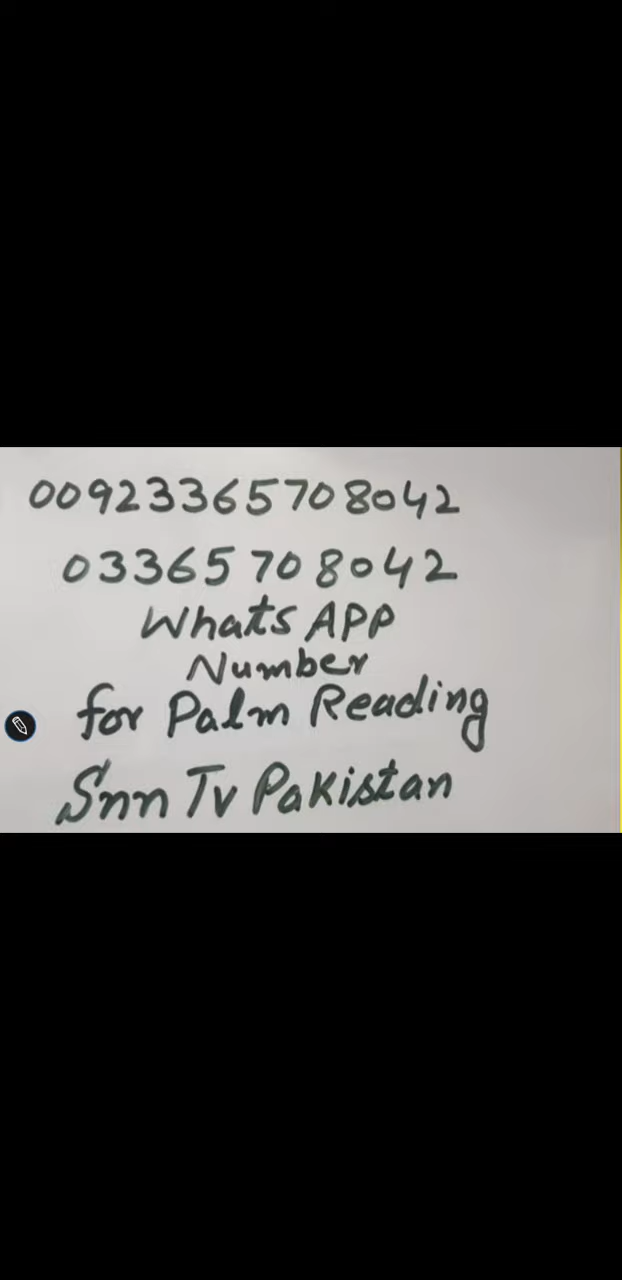 00923365708042
03365708042
Whats APP
Number
for Palm Reading
Snn Tv Pakistan